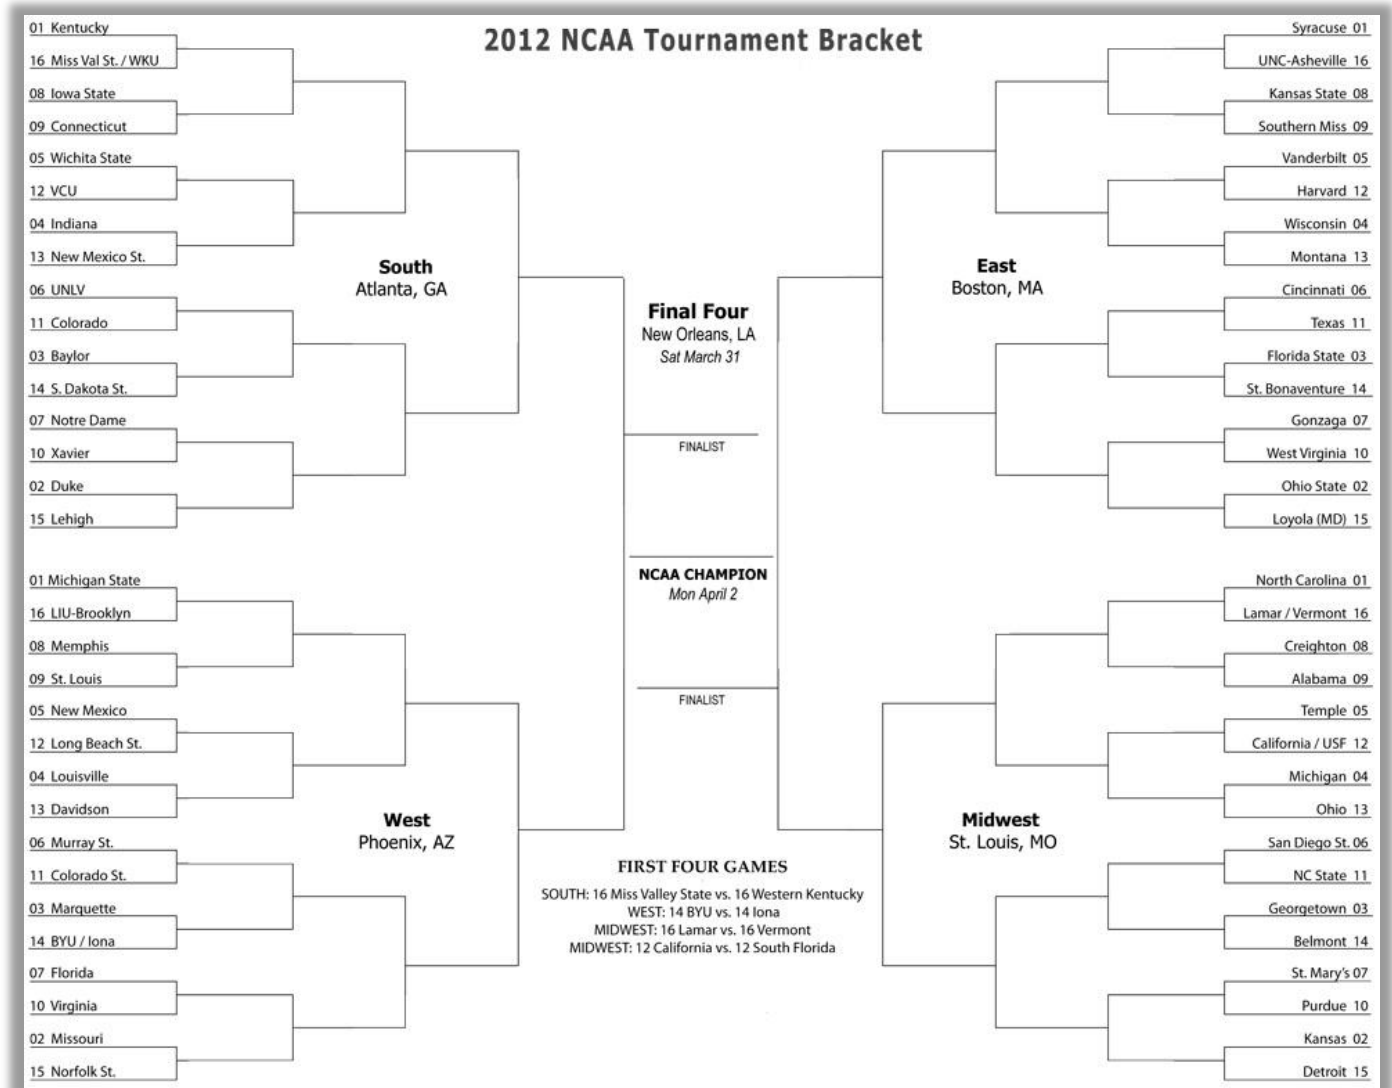 2012 NCAA Tournament Bracket
01 Kentucky
16 Miss Val St. / WKU
08 Iowa State
09 Connecticut
05 Wichita State
12 VCU
04 Indiana
13 New Mexico St.
06 UNLV
11 Colorado
03 Baylor
14 S. Dakota St.
07 Notre Dame
10 Xavier
02 Duke
15 Lehigh
South
Atlanta, GA
01 Michigan State
16 LIU-Brooklyn
08 Memphis
09 St. Louis
05 New Mexico
12 Long Beach St.
04 Louisville
13 Davidson
06 Murray St.
11 Colorado St.
03 Marquette
14 BYU / Iona
07 Florida
10 Virginia
02 Missouri
15 Norfolk St.
West
Phoenix, AZ
Final Four
New Orleans, LA
Sat March 31
FINALIST
NCAA CHAMPION
Mon April 2
FINALIST
FIRST FOUR GAMES
SOUTH: 16 Miss Valley State vs. 16 Western Kentucky
WEST: 14 BYU vs. 14 Iona
MIDWEST: 16 Lamar vs. 16 Vermont
MIDWEST: 12 California vs. 12 South Florida
East
Boston, MA
Syracuse 01
UNC-Asheville 16
Kansas State 08
Southern Miss 09
Vanderbilt 05
Harvard 12
Wisconsin 04
Montana 13
Cincinnati 06
Texas 11
Florida State 03
St. Bonaventure 14
Gonzaga 07
West Virginia 10
Ohio State 02
Loyola (MD) 15
Midwest
St. Louis, MO
North Carolina 01
Lamar / Vermont 16
Creighton 08
Alabama 09
Temple 05
California / USF 12
Michigan 04
Ohio 13
San Diego St. 06
NC State 11
Georgetown 03
Belmont 14
St. Mary's 07
Purdue 10
Kansas 02
Detroit 15